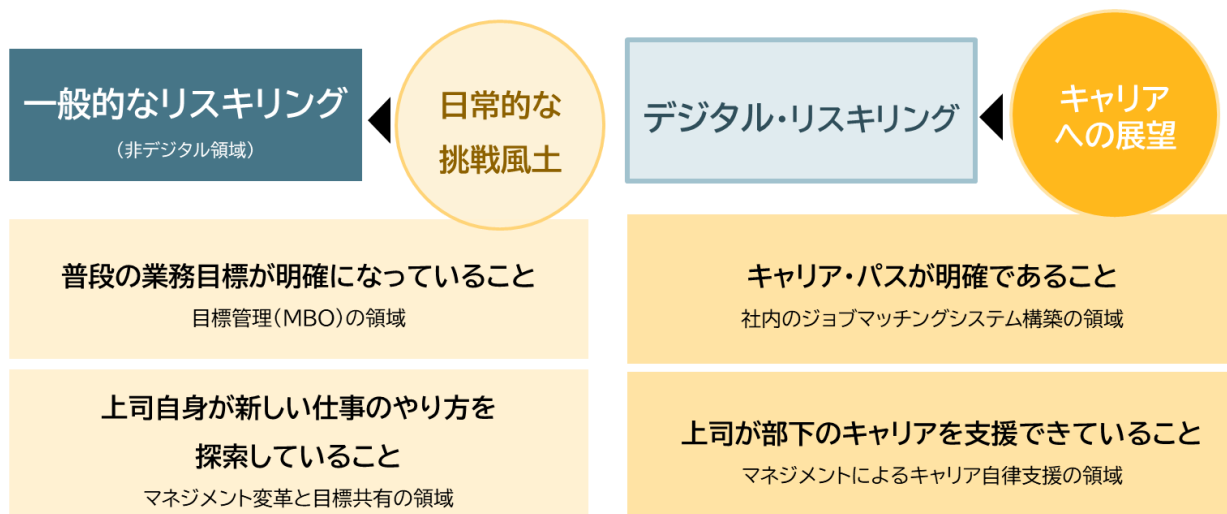 一般的なリスキリング
（非デジタル領域）
日常的な
挑戦風土
普段の業務目標が明確になっていること
目標管理（MBO）の領域
上司自身が新しい仕事のやり方を
探索していること
マネジメント変革と目標共有の領域
デジタル・リスキリング
キャリア
への展望
キャリア・パスが明確であること
社内のジョブマッチングシステム構築の領域
上司が部下のキャリアを支援できていること
マネジメントによるキャリア自律支援の領域